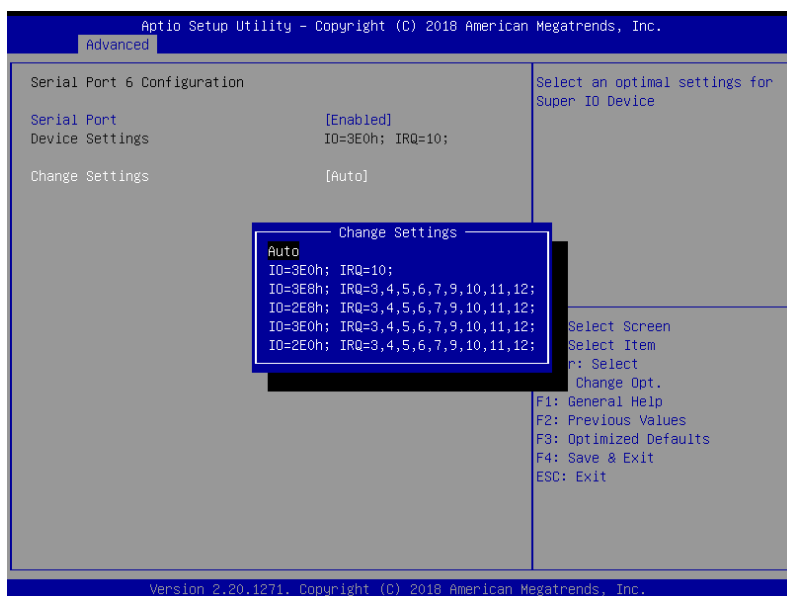 Aptio Setup Utility – Copyright (C) 2018 American Megatrends, Inc.
Advanced
Serial Port 6 Configuration
Serial Port [Enabled]
Device Settings IO=3E0h; IRQ=10;
Change Settings [Auto]
Select an optimal settings for
Super IO Device
Change Settings
Auto
IO=3E0h; IRQ=10;
IO=3E8h; IRQ=3,4,5,6,7,9,10,11,12;
IO=2E8h; IRQ=3,4,5,6,7,9,10,11,12;
IO=3E0h; IRQ=3,4,5,6,7,9,10,11,12;
IO=2E0h; IRQ=3,4,5,6,7,9,10,11,12;
Select Screen
Select Item
r: Select
Change Opt.
F1: General Help
F2: Previous Values
F3: Optimized Defaults
F4: Save & Exit
ESC: Exit
Version 2.20.1271. Copyright (C) 2018 American Megatrends, Inc.